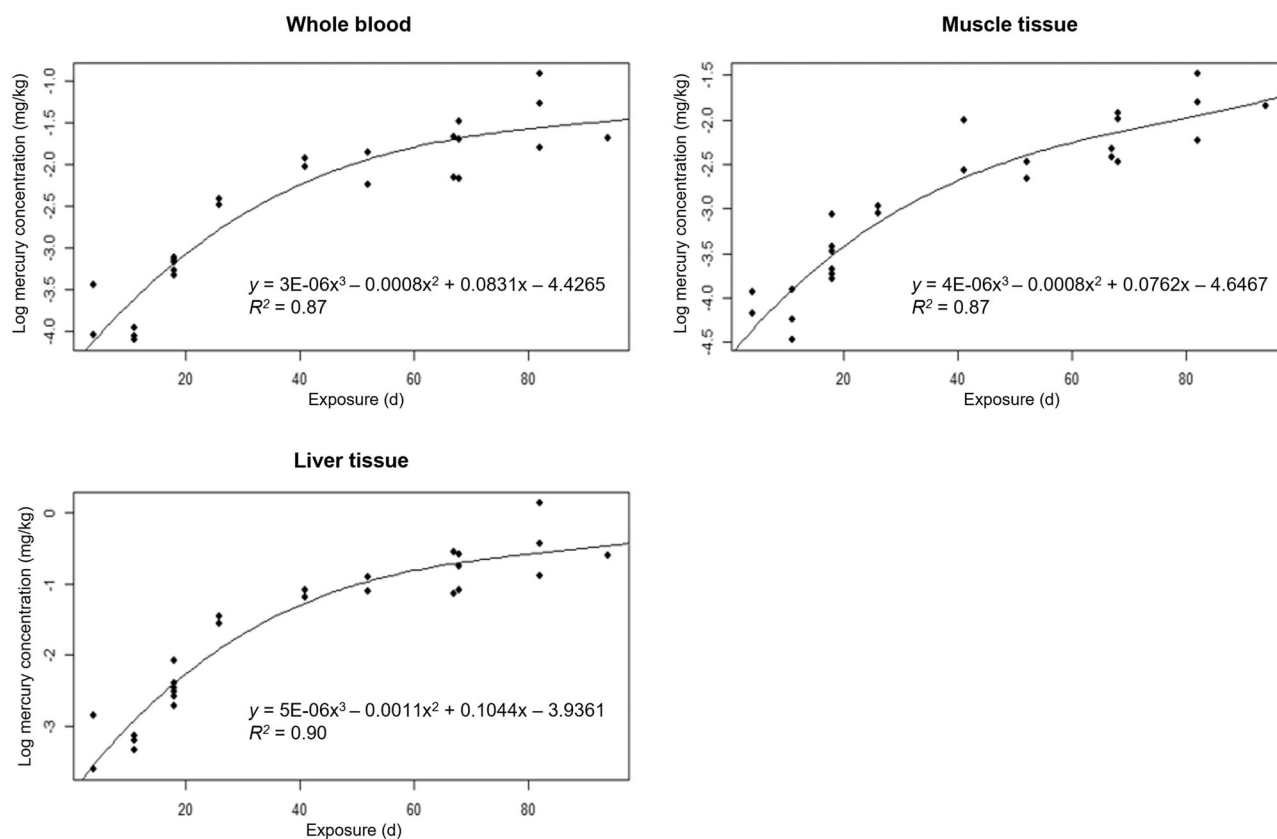 Whole blood
Log mercury concentration (mg/kg)
-1.0
-1.5
-2.0
-2.5
-3.0
-3.5
-4.0
y = 3E-06x³ – 0.0008x² + 0.0831x – 4.4265
R² = 0.87
20 40 60 80
Exposure (d)
Muscle tissue
Log mercury concentration (mg/kg)
-1.5
-2.0
-2.5
-3.0
-3.5
-4.0
-4.5
y = 4E-06x³ – 0.0008x² + 0.0762x – 4.6467
R² = 0.87
20 40 60 80
Exposure (d)
Liver tissue
Log mercury concentration (mg/kg)
0
-1
-2
-3
y = 5E-06x³ – 0.0011x² + 0.1044x – 3.9361
R² = 0.90
20 40 60 80
Exposure (d)